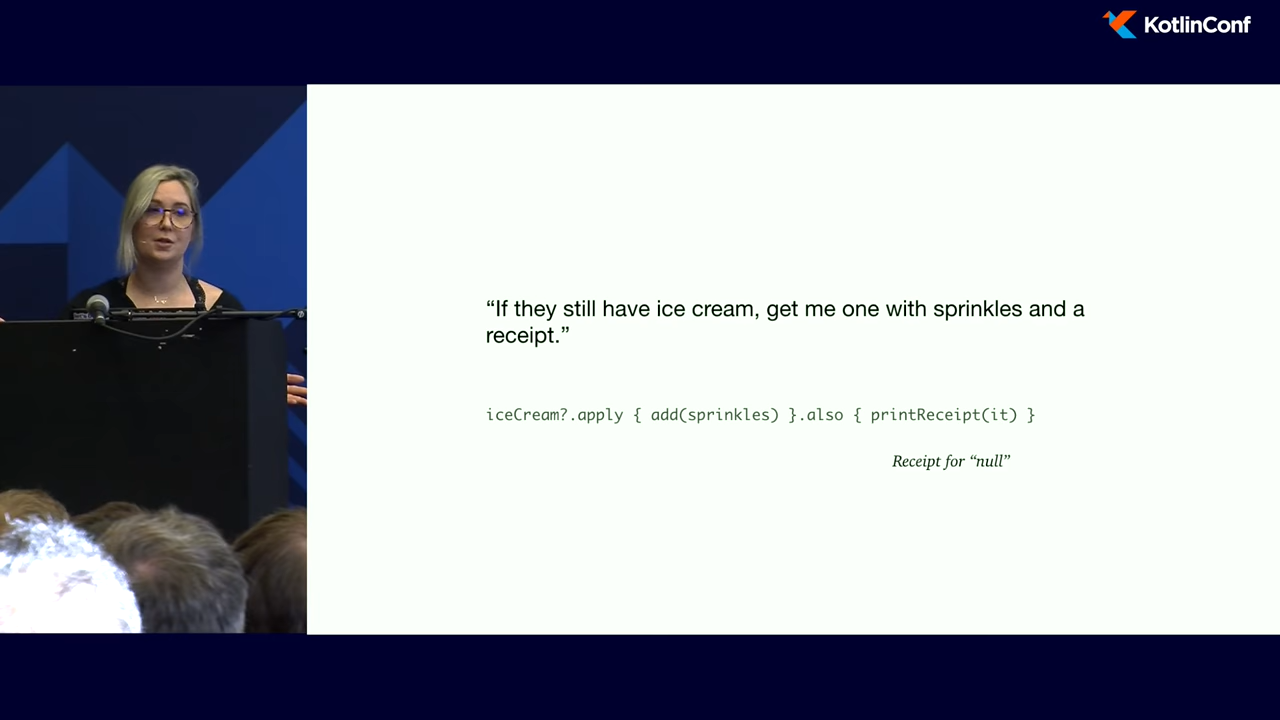 KotlinConf
“If they still have ice cream, get me one with sprinkles and a
receipt.”
iceCream?.apply { add(sprinkles) }.also { printReceipt(it) }
Receipt for “null”